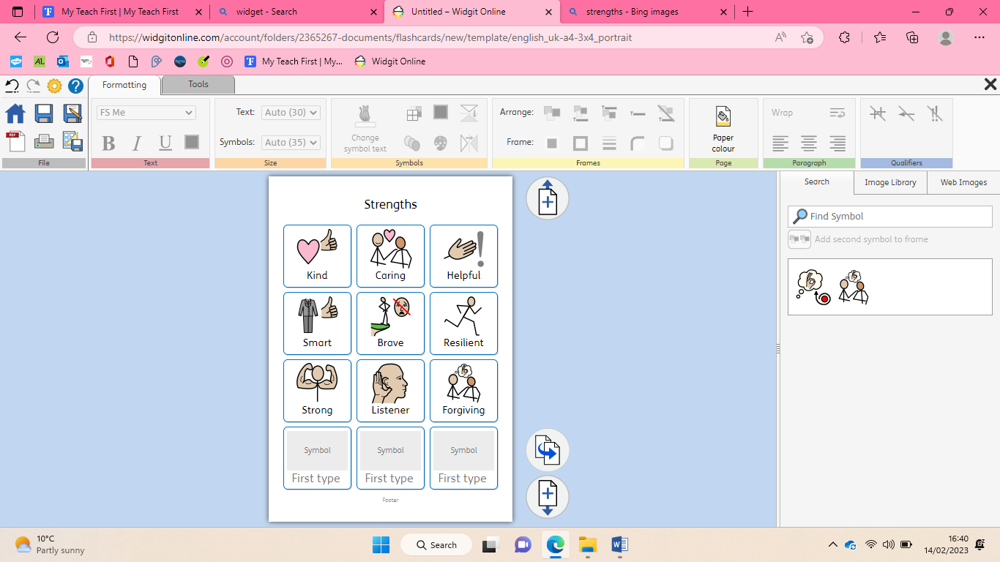 My Teach First | My Teach First
widget - Search
Untitled – Widgit Online
strengths - Bing images
https://widgitonline.com/account/folders/2365267-documents/flashcards/new/template/english_uk-a4-3x4_portrait
My Teach First | My...
Widgit Online
Formatting
Tools
FS Me
Text: Auto (30)
Symbols: Auto (35)
Change symbol text
Arrange:
Frame:
Paper colour
Wrap
B I U
PDF
File
Text
Size
Symbols
Frames
Page
Paragraph
Qualifiers
Search
Image Library
Web Images
Find Symbol
Add second symbol to frame
Strengths
Kind Caring Helpful
Smart Brave Resilient
Strong Listener Forgiving
Symbol Symbol Symbol
First type First type First type
Footer
10°C
Partly sunny
Search
16:40
14/02/2023